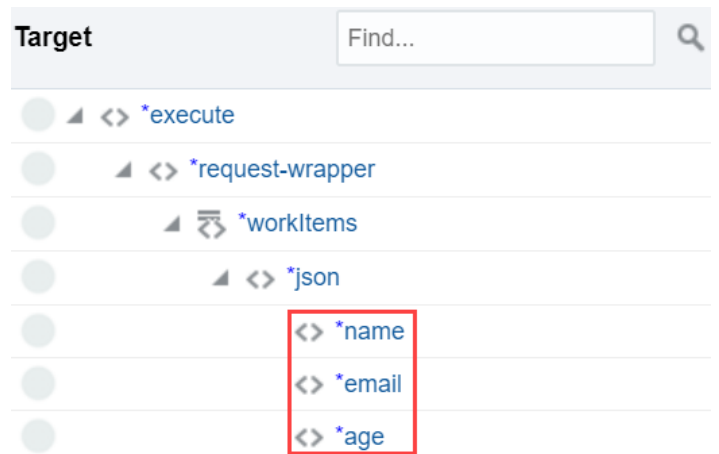 Target
Find...
*execute
*request-wrapper
*workItems
*json
*name
*email
*age